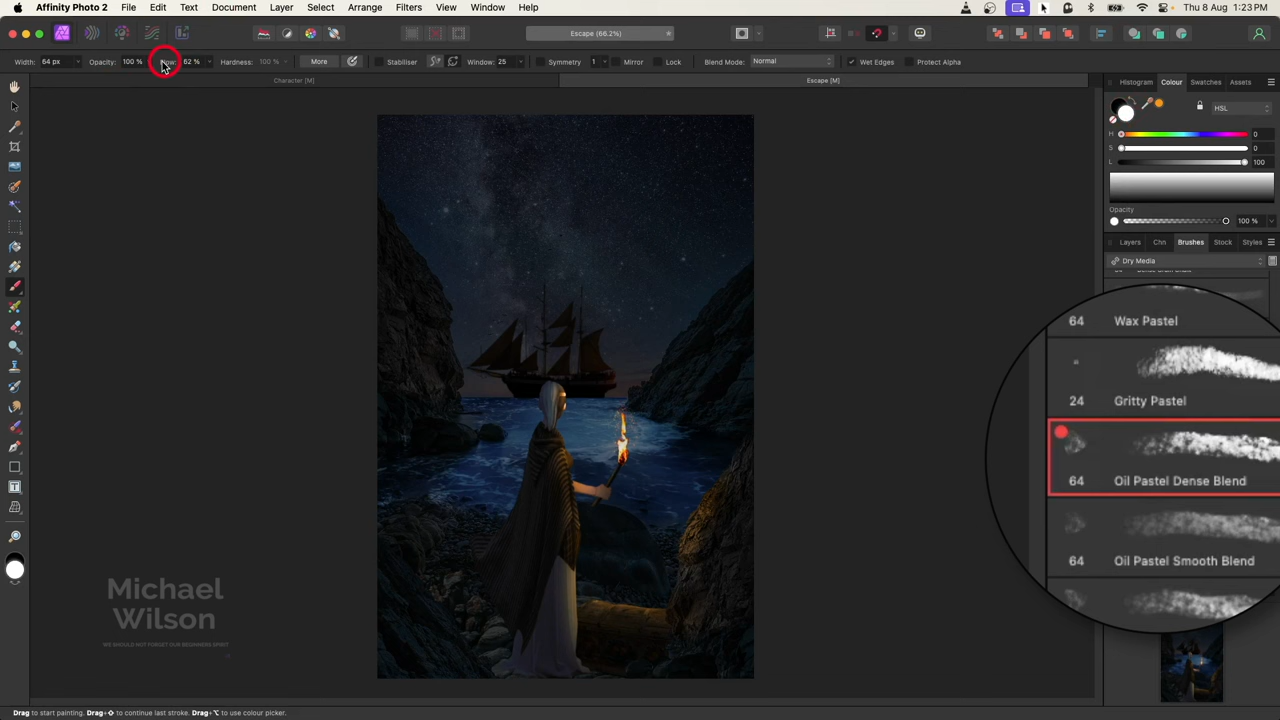 Affinity Photo 2 File Edit Text Document Layer Select Arrange Filters View Window Help Thu 8 Aug 1:23 PM
Escape (66.2%)
Width: 64 px Opacity: 100 % Flow: 62 % Hardness: 100 % More Stabiliser Window: 25 Symmetry 1 Mirror Lock Blend Mode: Normal Wet Edges Protect Alpha
Character [M] Escape [M]
Histogram Colour Swatches Assets
HSL
H 0
S 0
L 100
Opacity
100 %
Layers Chn Brushes Stock Styles
Dry Media
64 Wax Pastel
24 Gritty Pastel
64 Oil Pastel Dense Blend
64 Oil Pastel Smooth Blend
Michael
Wilson
WE SHOULD NOT FORGET OUR BEGINNERS SPIRIT
Drag to start painting. Drag+⇧ to continue last stroke. Drag+⌥ to use colour picker.